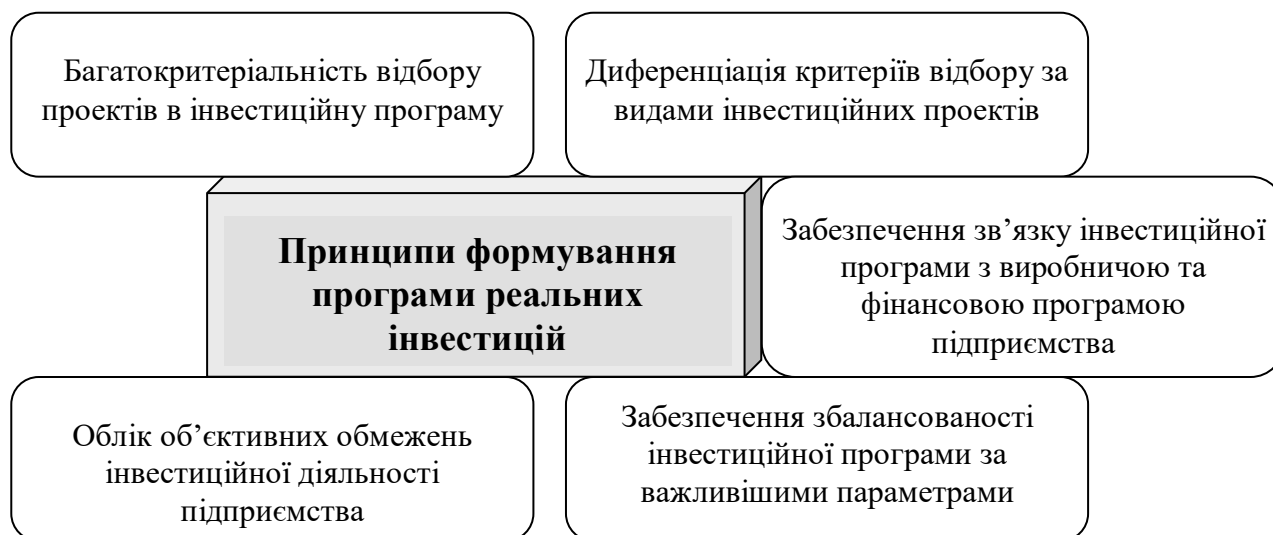 Багатокритеріальність відбору
проектів в інвестиційну програму
Диференціація критеріїв відбору за
видами інвестиційних проектів
Принципи формування
програми реальних
інвестицій
Забезпечення зв’язку інвестиційної
програми з виробничою та
фінансовою програмою
підприємства
Облік об’єктивних обмежень
інвестиційної діяльності
підприємства
Забезпечення збалансованості
інвестиційної програми за
важливішими параметрами